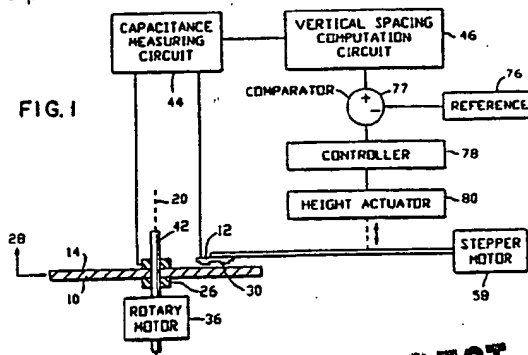 CAPACITANCE
MEASURING
CIRCUIT
44
VERTICAL SPACING
COMPUTATION
CIRCUIT
46
FIG.1
COMPARATOR
+
-
77
76
REFERENCE
CONTROLLER
78
HEIGHT ACTUATOR
80
20
42
12
28
14
10
26
30
STEPPER
MOTOR
58
ROTARY
MOTOR
36